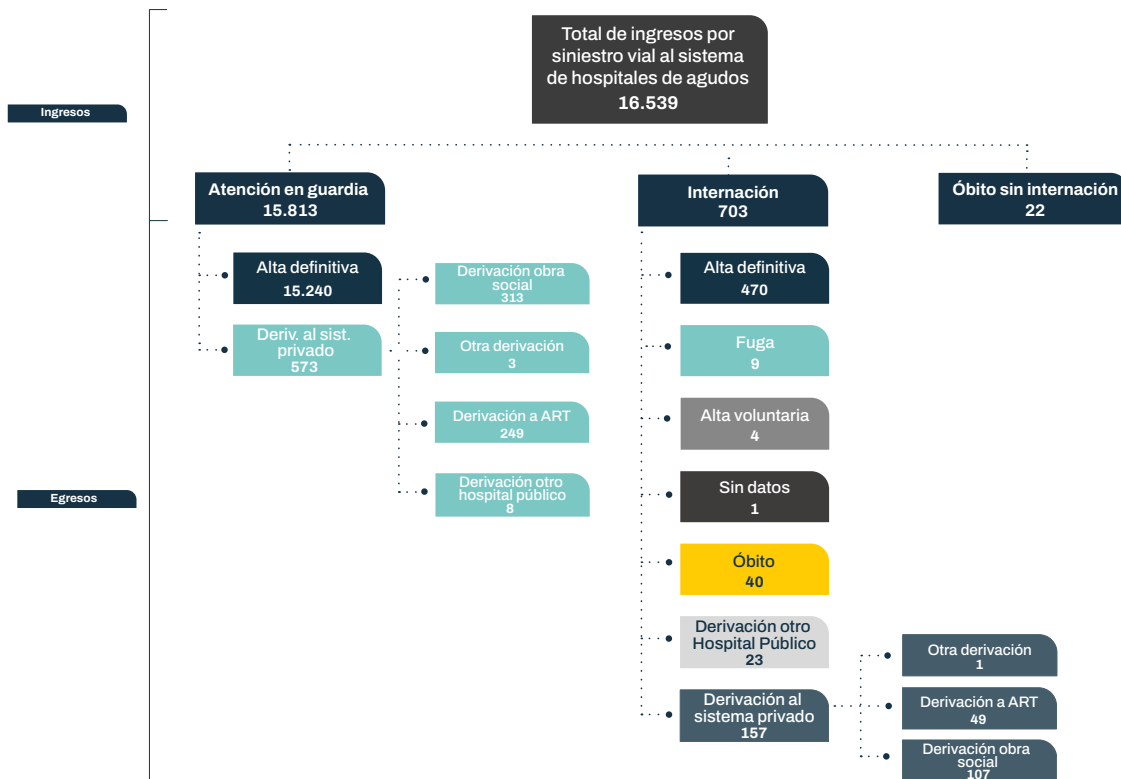 Total de ingresos por
siniestro vial al sistema
de hospitales de agudos
16.539
Ingresos
Atención en guardia
15.813
Internación
703
Óbito sin internación
22
Alta definitiva
15.240
Deriv. al sist.
privado
573
Derivación obra
social
313
Otra derivación
3
Derivación a ART
249
Derivación otro
hospital público
8
Egresos
Alta definitiva
470
Fuga
9
Alta voluntaria
4
Sin datos
1
Óbito
40
Derivación otro
Hospital Público
23
Derivación al
sistema privado
157
Otra derivación
1
Derivación a ART
49
Derivación obra
social
107